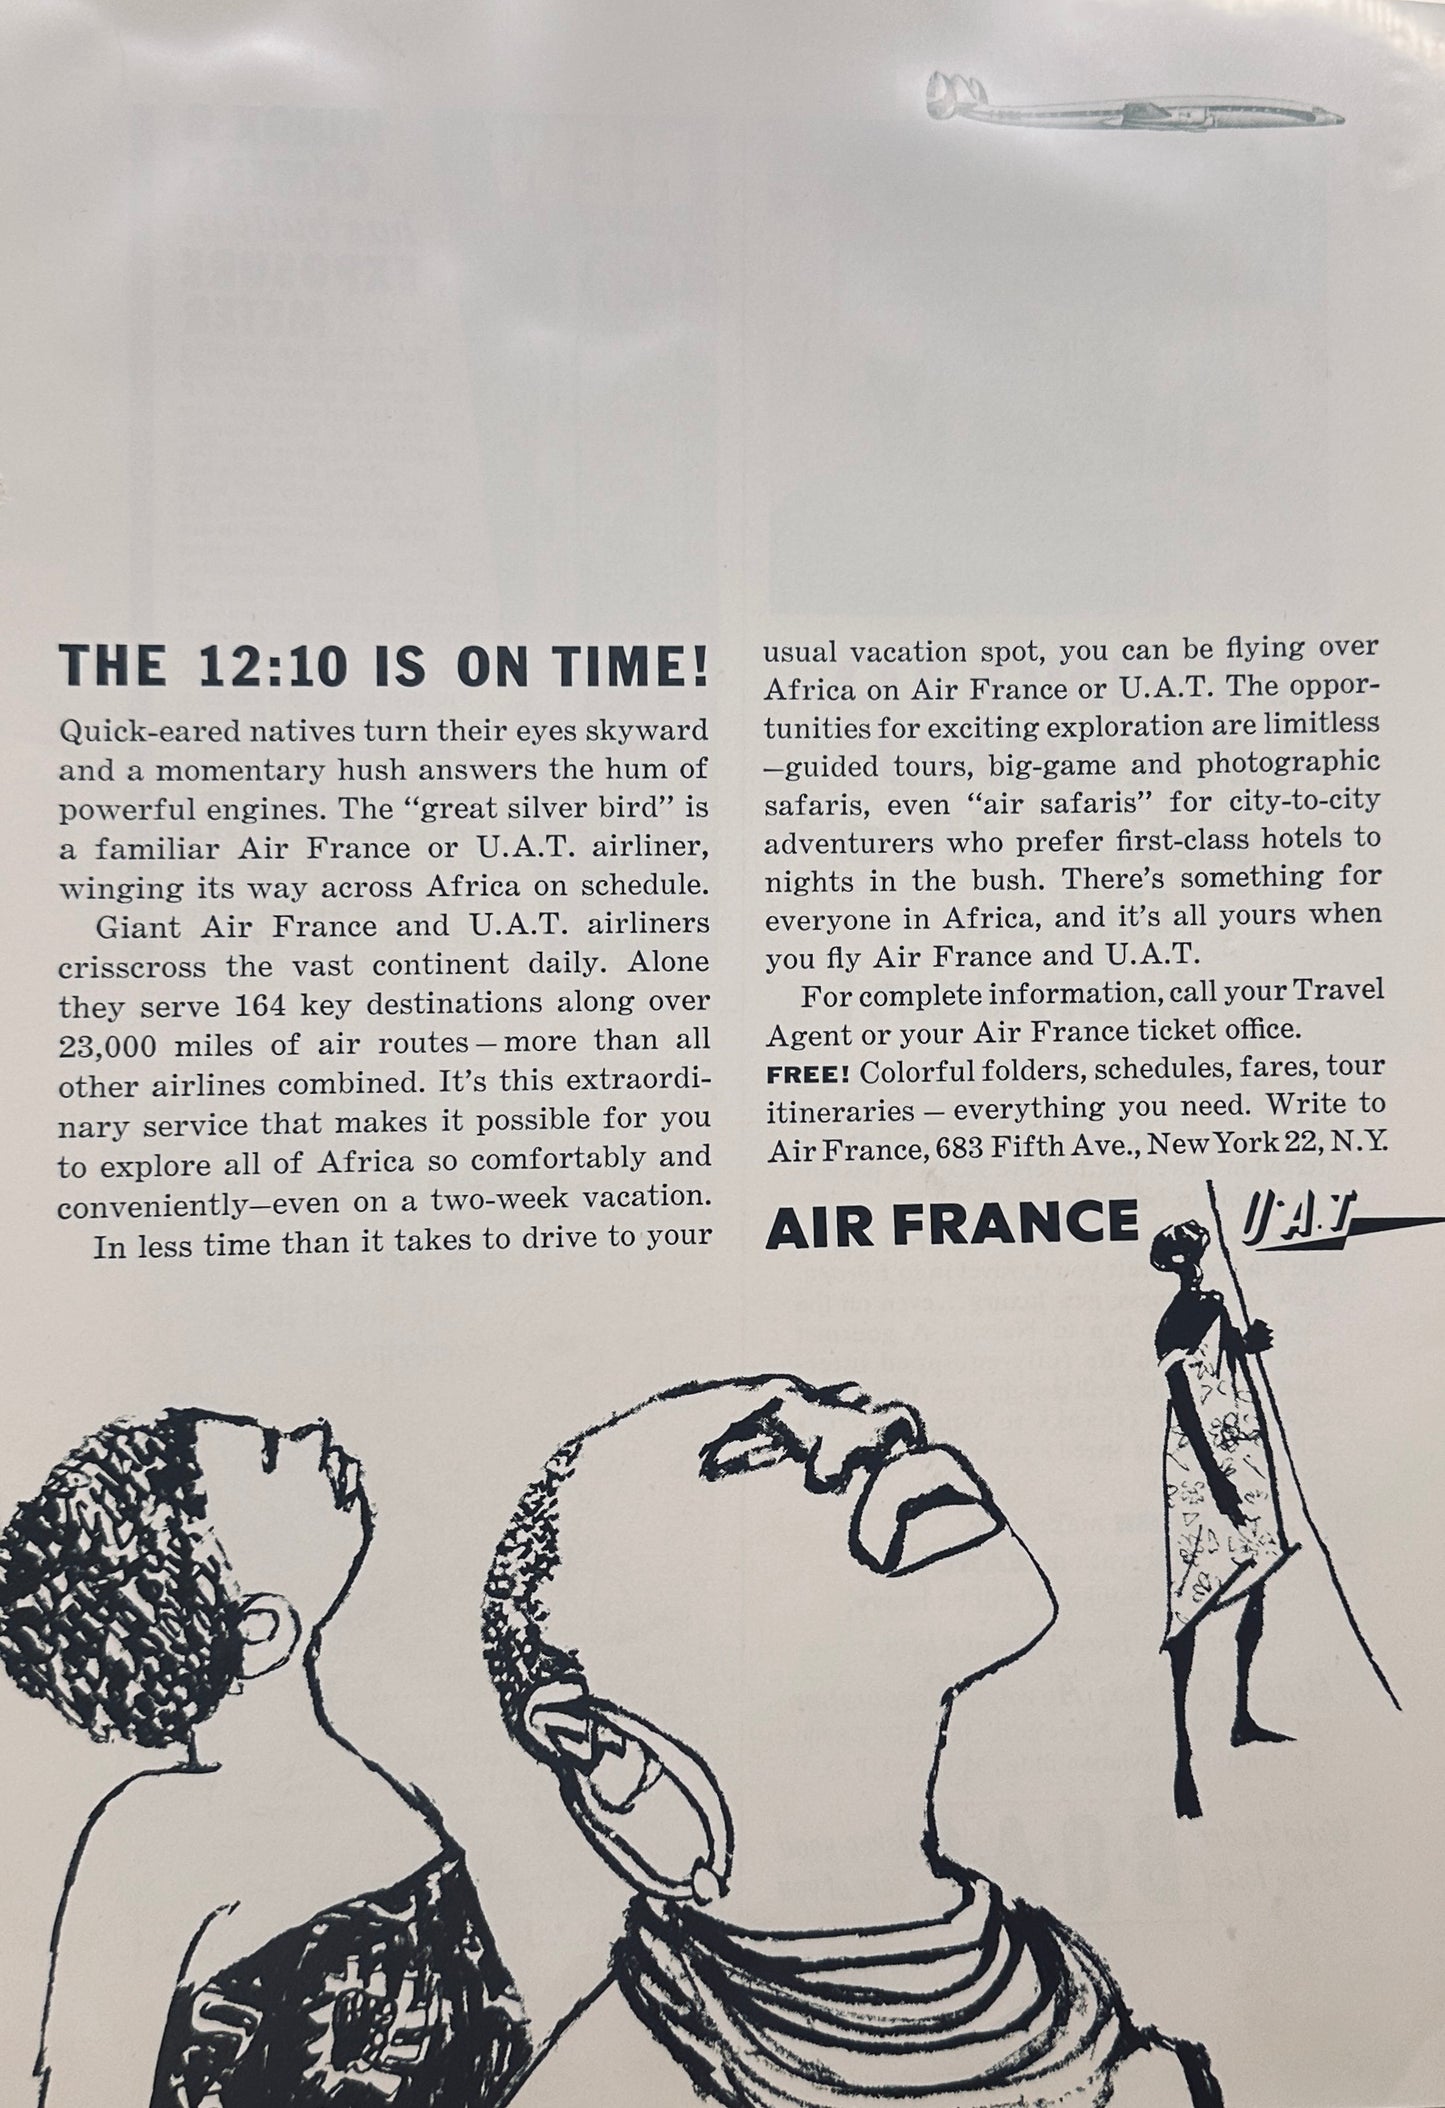 THE 12:10 IS ON TIME!
Quick-eared natives turn their eyes skyward
and a momentary hush answers the hum of
powerful engines. The “great silver bird” is
a familiar Air France or U.A.T. airliner,
winging its way across Africa on schedule.
Giant Air France and U.A.T. airliners
crisscross the vast continent daily. Alone
they serve 164 key destinations along over
23,000 miles of air routes—more than all
other airlines combined. It's this extraordi-
nary service that makes it possible for you
to explore all of Africa so comfortably and
conveniently—even on a two-week vacation.
In less time than it takes to drive to your
usual vacation spot, you can be flying over
Africa on Air France or U.A.T. The oppor-
tunities for exciting exploration are limitless
—guided tours, big-game and photographic
safaris, even “air safaris” for city-to-city
adventurers who prefer first-class hotels to
nights in the bush. There's something for
everyone in Africa, and it's all yours when
you fly Air France and U.A.T.
For complete information, call your Travel
Agent or your Air France ticket office.
FREE! Colorful folders, schedules, fares, tour
itineraries — everything you need. Write to
Air France, 683 Fifth Ave., New York 22, N.Y.
AIR FRANCE U.A.T